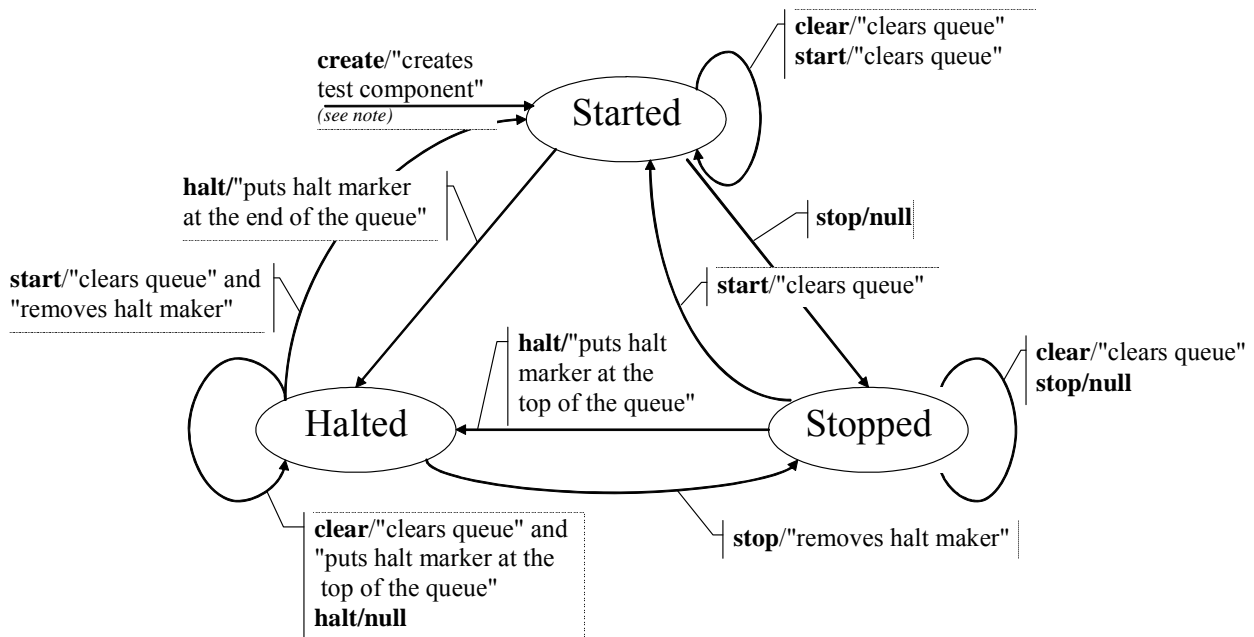 clear/"clears queue"
start/"clears queue"
create/"creates
test component"
(see note)
Started
halt/"puts halt marker
at the end of the queue"
stop/null
start/"clears queue" and
"removes halt maker"
start/"clears queue"
halt/"puts halt
marker at the
top of the queue"
clear/"clears queue"
stop/null
Halted
Stopped
clear/"clears queue" and
"puts halt marker at the
top of the queue"
halt/null
stop/"removes halt maker"